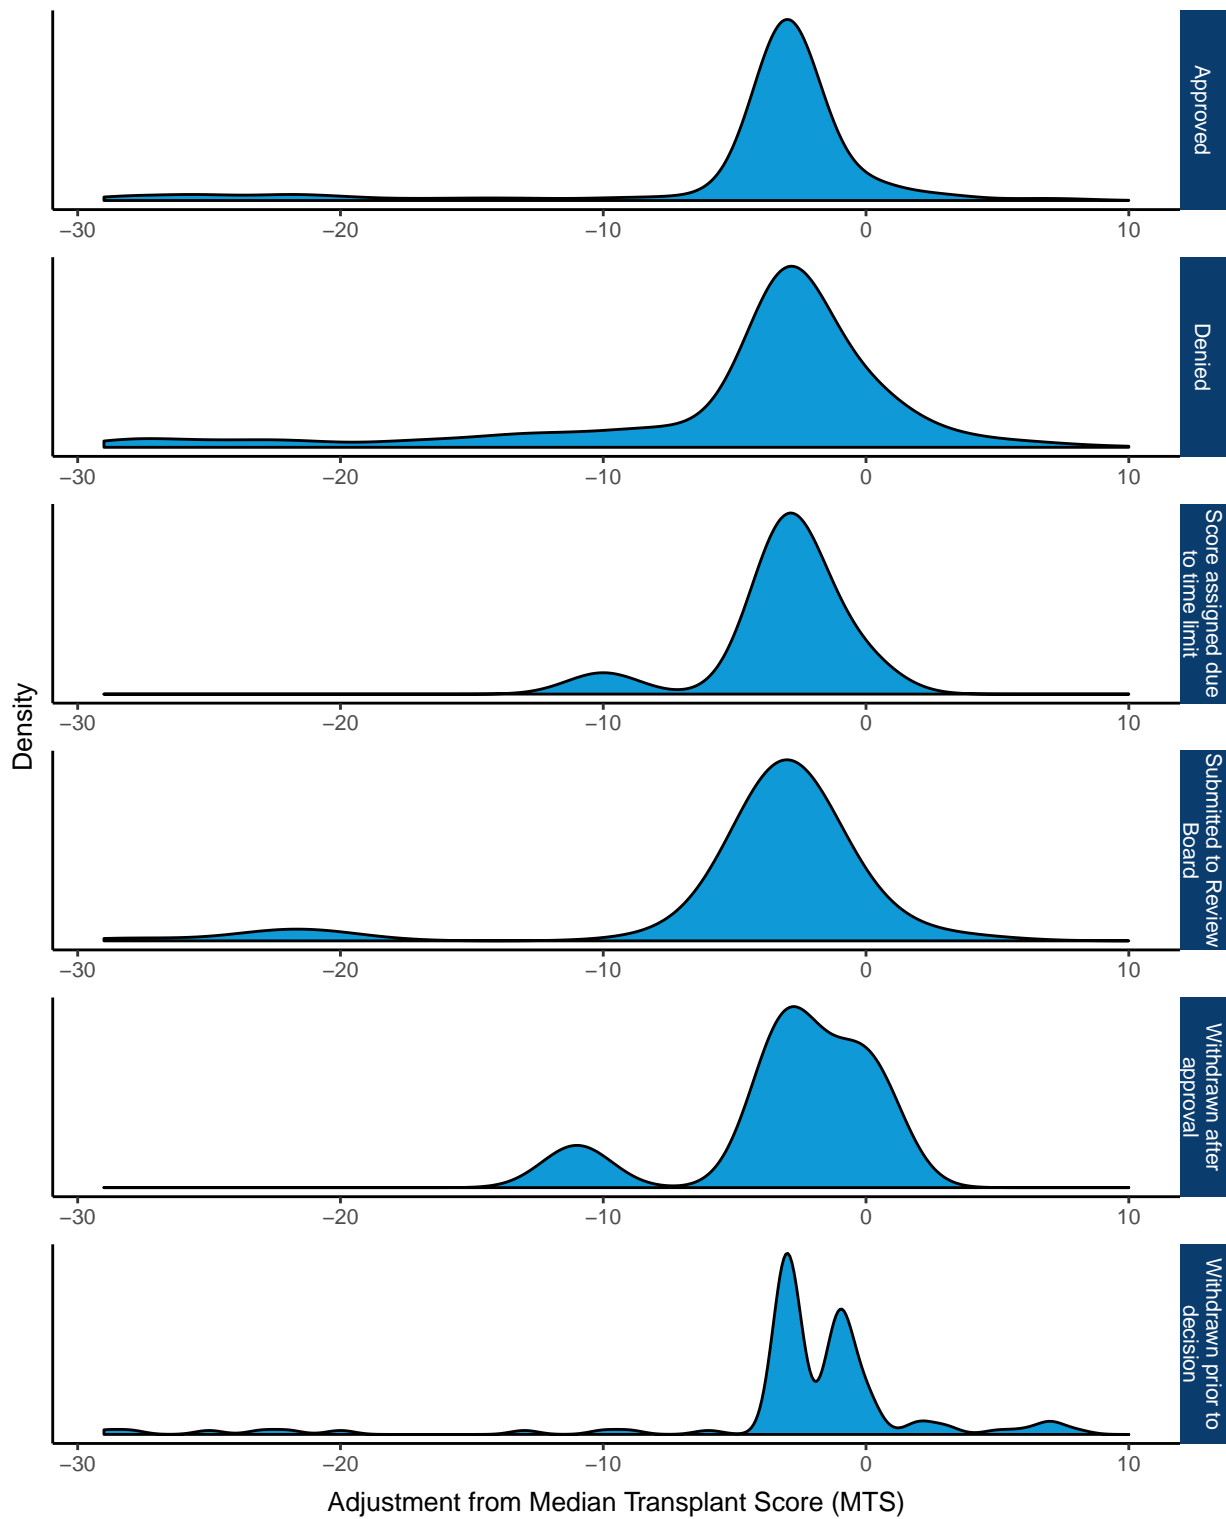 Approved
−30 −20 −10 0 10
Denied
−30 −20 −10 0 10
Score assigned due
to time limit
−30 −20 −10 0 10
Density
Submitted to Review
Board
−30 −20 −10 0 10
Withdrawn after
approval
−30 −20 −10 0 10
Withdrawn prior to
decision
−30 −20 −10 0 10
Adjustment from Median Transplant Score (MTS)